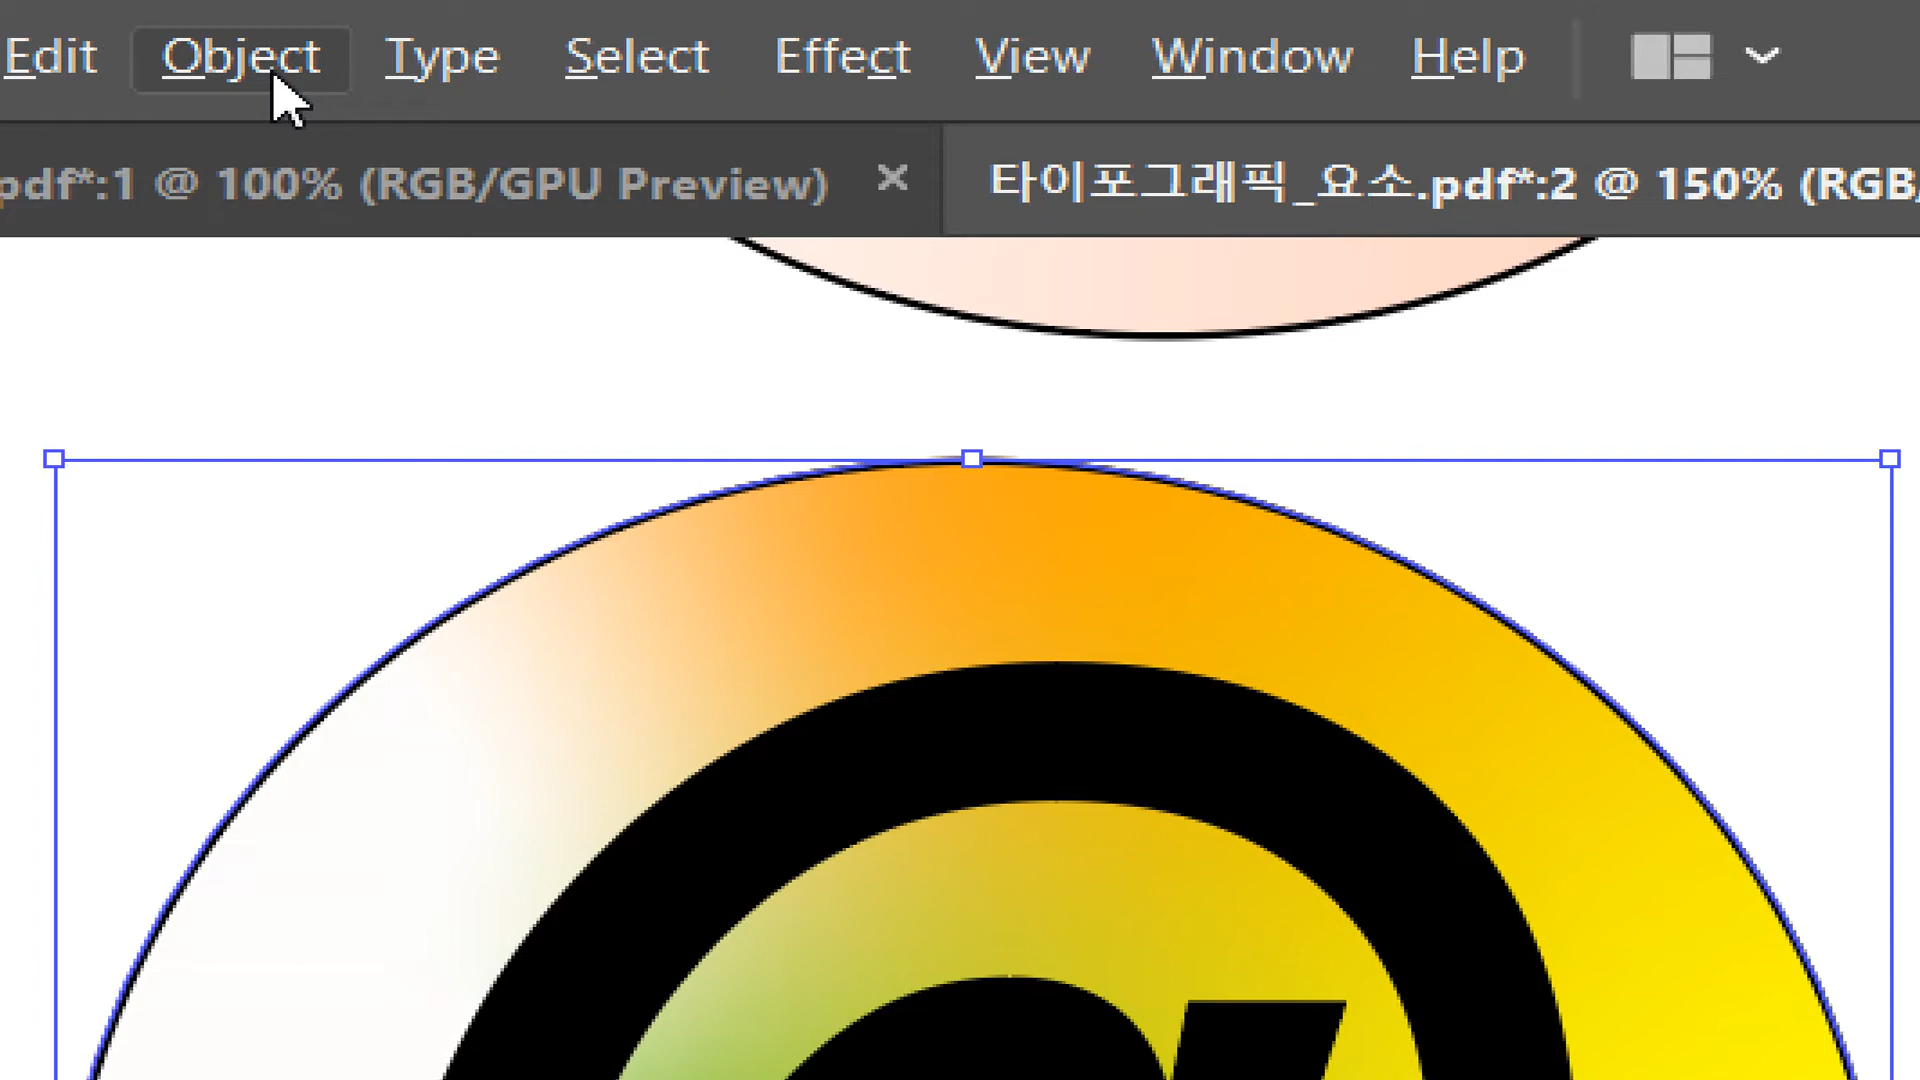 Edit Object Type Select Effect View Window Help
pdf*:1 @ 100% (RGB/GPU Preview) × 타이포그래픽_요소.pdf*:2 @ 150% (RGB/